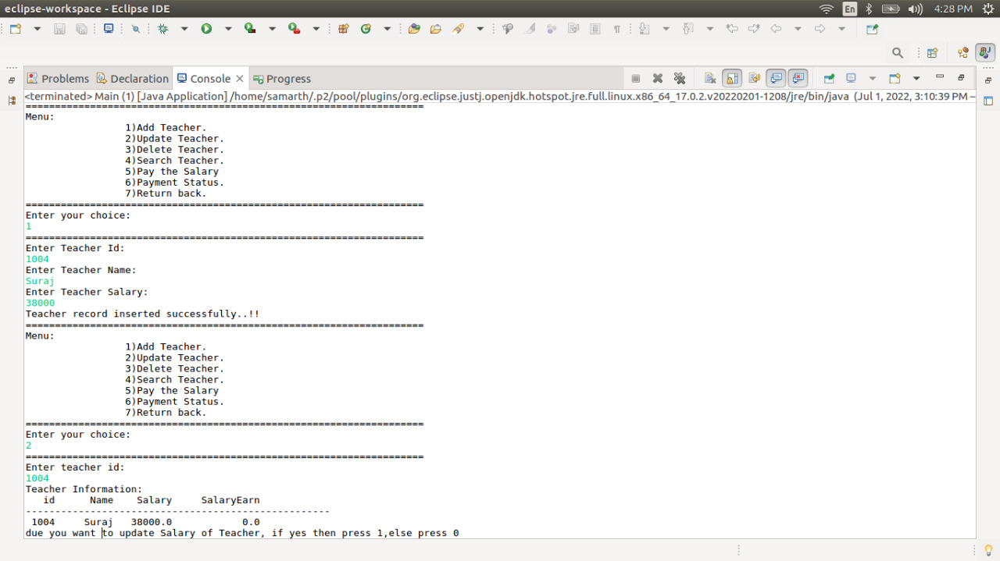 eclipse-workspace - Eclipse IDE
En
4:28 PM
Problems Declaration Console Progress
<terminated> Main (1) [Java Application] /home/samarth/.p2/pool/plugins/org.eclipse.justj.openjdk.hotspot.jre.full.linux.x86_64_17.0.2.v20220201-1208/jre/bin/java (Jul 1, 2022, 3:10:39 PM –
====================================================================
Menu:
1)Add Teacher.
2)Update Teacher.
3)Delete Teacher.
4)Search Teacher.
5)Pay the Salary
6)Payment Status.
7)Return back.
====================================================================
Enter your choice:
1
====================================================================
Enter Teacher Id:
1004
Enter Teacher Name:
Suraj
Enter Teacher Salary:
38000
Teacher record inserted successfully..!!
====================================================================
Menu:
1)Add Teacher.
2)Update Teacher.
3)Delete Teacher.
4)Search Teacher.
5)Pay the Salary
6)Payment Status.
7)Return back.
====================================================================
Enter your choice:
2
====================================================================
Enter teacher id:
1004
Teacher Information:
id Name Salary SalaryEarn
----------------------------------------------------
1004 Suraj 38000.0 0.0
due you want to update Salary of Teacher, if yes then press 1,else press 0